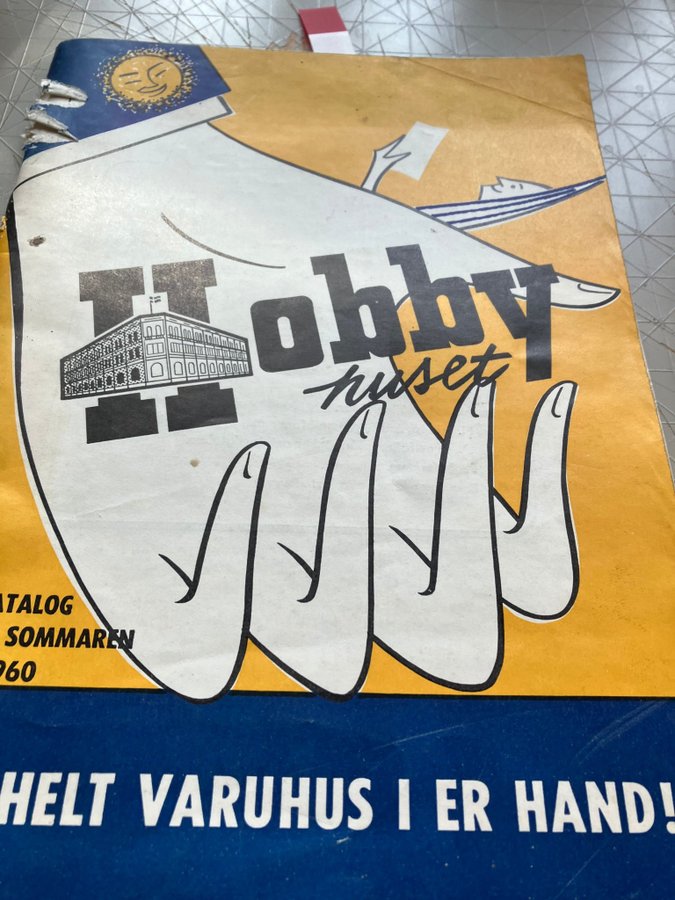 Hobby
huset
ATALOG
SOMMAREN
960
HELT VARUHUS I ER HAND!